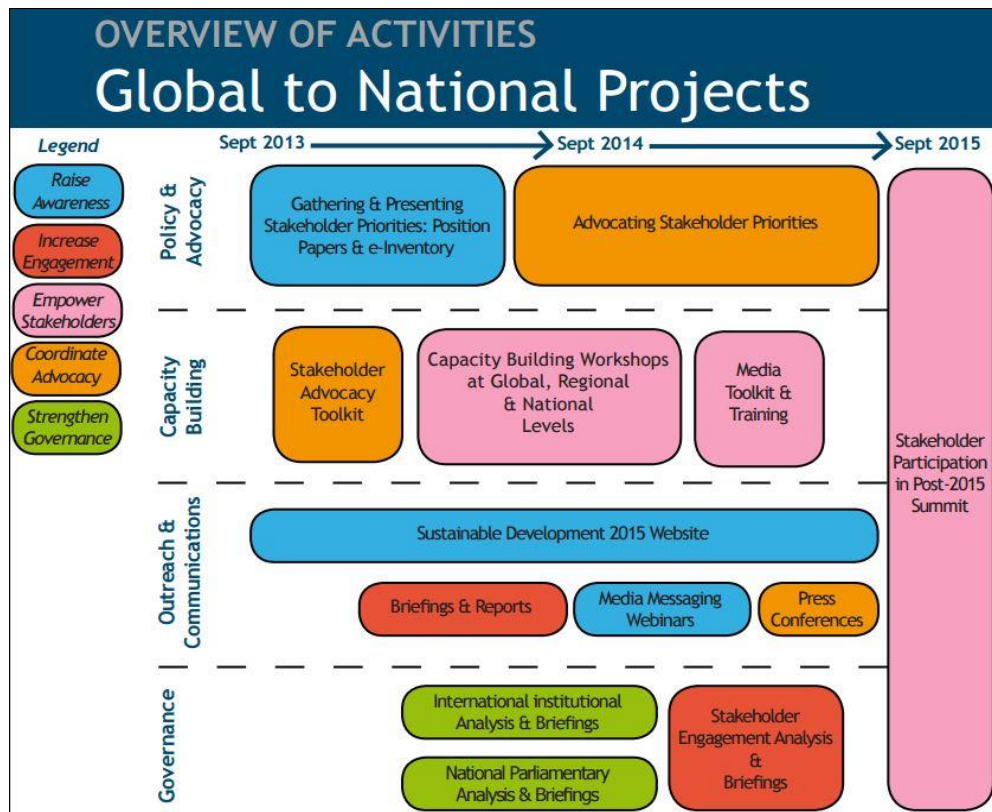 OVERVIEW OF ACTIVITIES
Global to National Projects
Legend
Raise
Awareness
Increase
Engagement
Empower
Stakeholders
Coordinate
Advocacy
Strengthen
Governance
Sept 2013
Sept 2014
Sept 2015
Policy &
Advocacy
Gathering & Presenting
Stakeholder Priorities: Position
Papers & e-Inventory
Advocating Stakeholder Priorities
Capacity
Building
Stakeholder
Advocacy
Toolkit
Capacity Building Workshops
at Global, Regional
& National
Levels
Media
Toolkit &
Training
Stakeholder
Participation
in Post-2015
Summit
Outreach &
Communications
Sustainable Development 2015 Website
Briefings & Reports
Media Messaging
Webinars
Press
Conferences
Governance
International institutional
Analysis & Briefings
National Parliamentary
Analysis & Briefings
Stakeholder
Engagement Analysis
&
Briefings